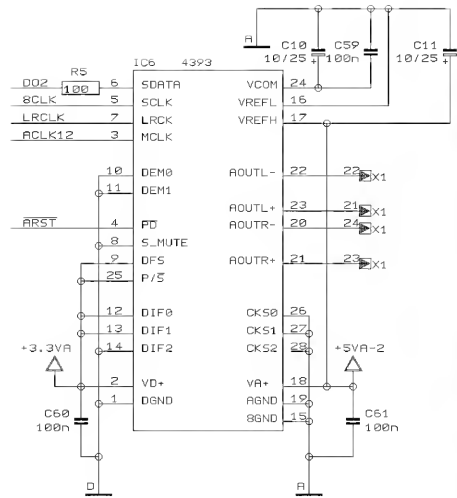 A
C10
10/25
+
C59
100n
C11
10/25
+
IC6 4393
R5
DO2 100 6 SDATA VCOM 24
8CLK 5 SCLK VREFL 16
LRCLK 7 LRCK VREFH 17
ACLK12 3 MCLK
10 DEM0 AOUTL- 22 22 X1
11 DEM1
AOUTL+ 23 21 X1
ARST 4 PD AOUTR- 20 24 X1
8 S_MUTE
9 DFS AOUTR+ 21 23 X1
25 P/S
12 DIF0 CKS0 26
13 DIF1 CKS1 27
14 DIF2 CKS2 28
+3.3VA +5VA-2
2 VD+ VA+ 18
1 DGND AGND 19
8GND 15
C60
100n
C61
100n
D A